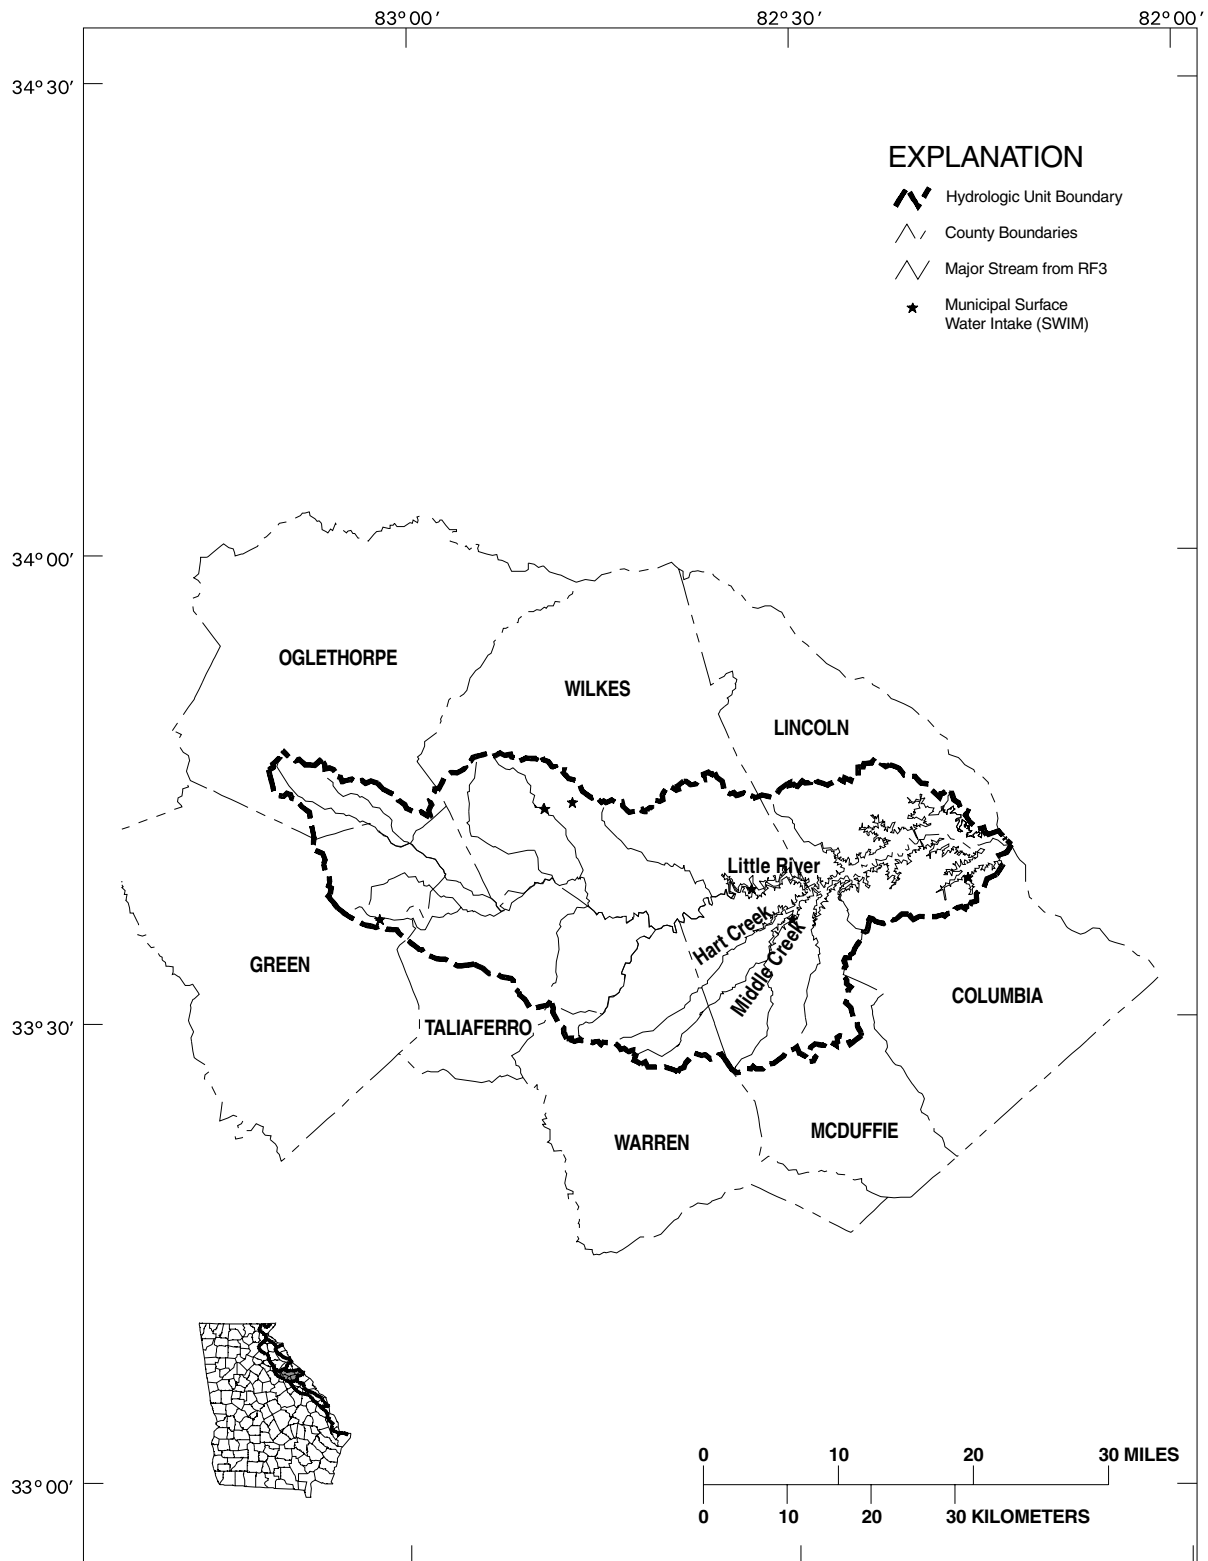 83°00′
82°30′
82°00′
34°30′
EXPLANATION
Hydrologic Unit Boundary
County Boundaries
Major Stream from RF3
Municipal Surface
Water Intake (SWIM)
34°00′
OGLETHORPE
WILKES
LINCOLN
Little River
Hart Creek
Middle Creek
GREEN
COLUMBIA
33°30′
TALIAFERRO
WARREN
MCDUFFIE
0 10 20 30 MILES
33°00′
0 10 20 30 KILOMETERS